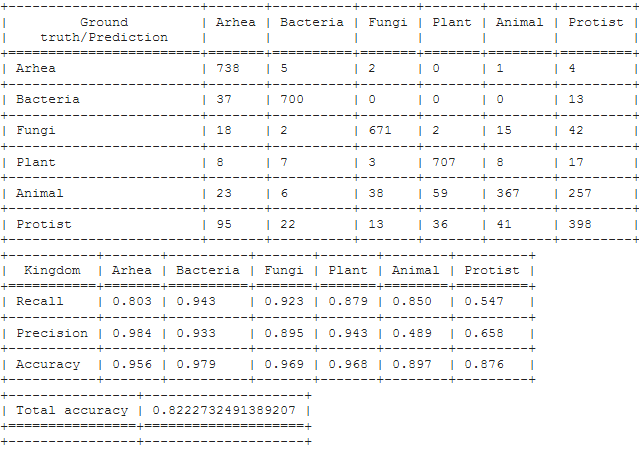 Ground truth/Prediction | Arhea | Bacteria | Fungi | Plant | Animal | Protist
Arhea | 738 | 5 | 2 | 0 | 1 | 4
Bacteria | 37 | 700 | 0 | 0 | 0 | 13
Fungi | 18 | 2 | 671 | 2 | 15 | 42
Plant | 8 | 7 | 3 | 707 | 8 | 17
Animal | 23 | 6 | 38 | 59 | 367 | 257
Protist | 95 | 22 | 13 | 36 | 41 | 398
Kingdom | Arhea | Bacteria | Fungi | Plant | Animal | Protist
Recall | 0.803 | 0.943 | 0.923 | 0.879 | 0.850 | 0.547
Precision | 0.984 | 0.933 | 0.895 | 0.943 | 0.489 | 0.658
Accuracy | 0.956 | 0.979 | 0.969 | 0.968 | 0.897 | 0.876
Total accuracy | 0.8222732491389207